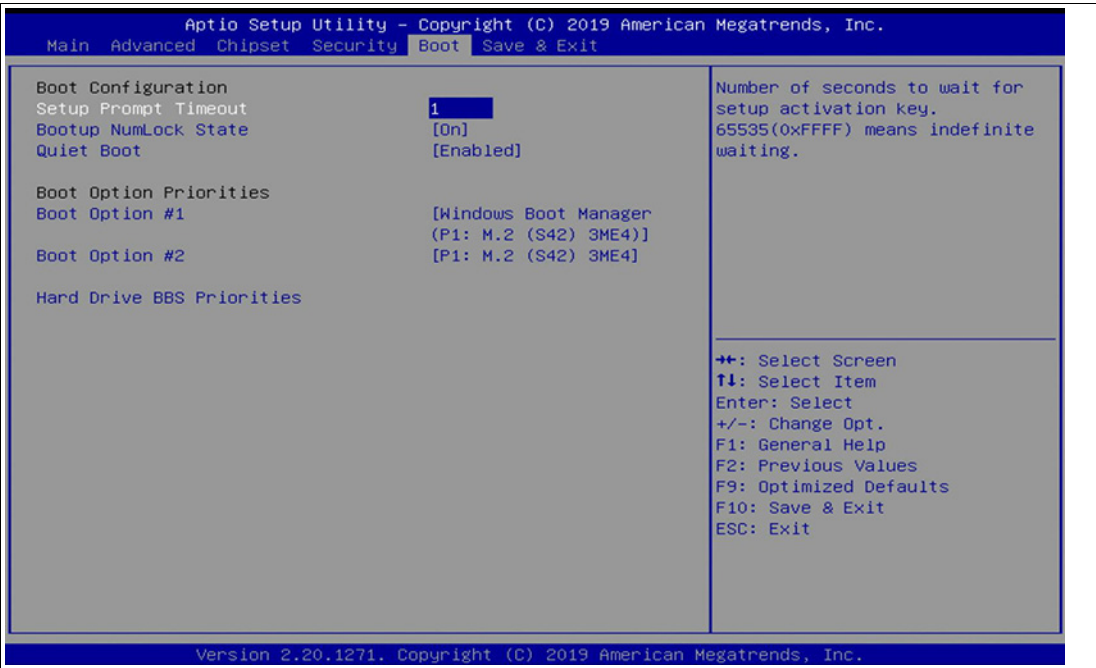 Aptio Setup Utility – Copyright (C) 2019 American Megatrends, Inc.
Main Advanced Chipset Security Boot Save & Exit
Boot Configuration
Setup Prompt Timeout 1
Bootup NumLock State [On]
Quiet Boot [Enabled]
Boot Option Priorities
Boot Option #1 [Windows Boot Manager
(P1: M.2 (S42) 3ME4)]
Boot Option #2 [P1: M.2 (S42) 3ME4]
Hard Drive BBS Priorities
Number of seconds to wait for
setup activation key.
65535(0xFFFF) means indefinite
waiting.
→←: Select Screen
↑↓: Select Item
Enter: Select
+/-: Change Opt.
F1: General Help
F2: Previous Values
F9: Optimized Defaults
F10: Save & Exit
ESC: Exit
Version 2.20.1271. Copyright (C) 2019 American Megatrends, Inc.